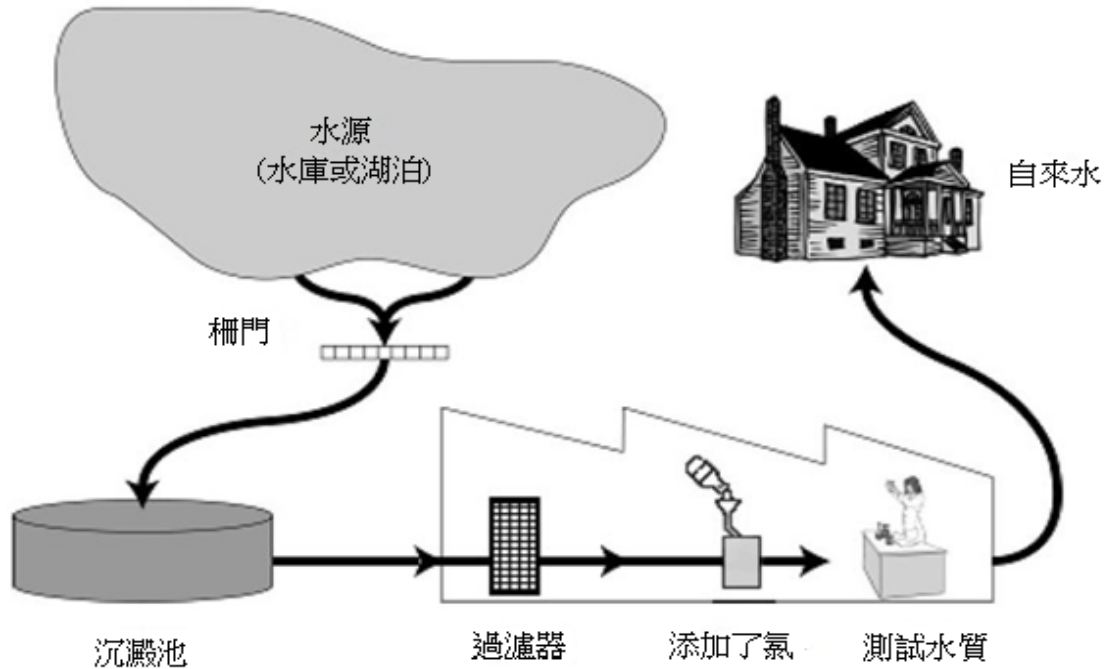 水源
(水庫或湖泊)
自來水
柵門
沉澱池
過濾器
添加了氯
測試水質